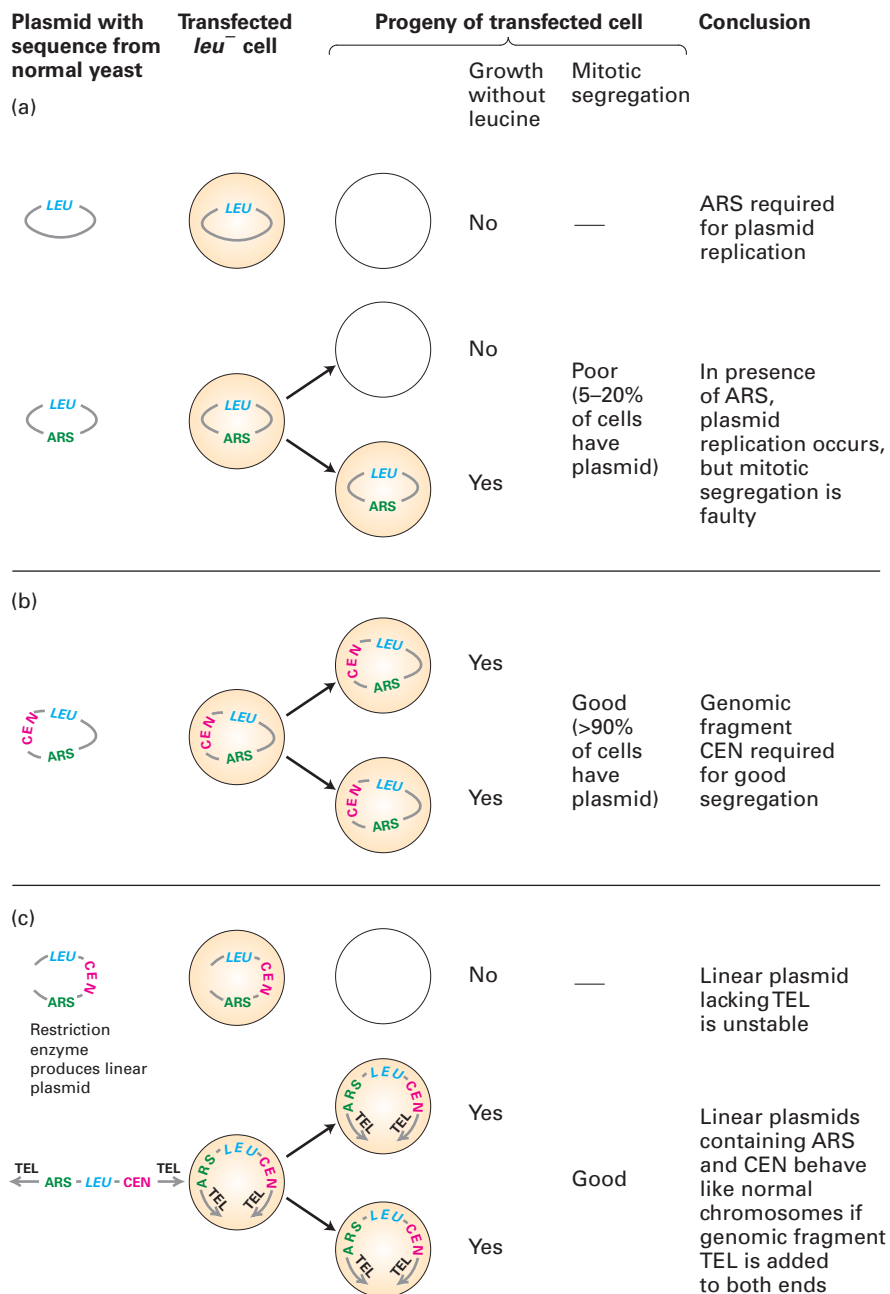 Plasmid with
sequence from
normal yeast
Transfected
leu⁻ cell
Progeny of transfected cell
Growth
without
leucine
Mitotic
segregation
Conclusion
(a)
LEU
LEU
No
—
ARS required
for plasmid
replication
LEU
ARS
LEU
ARS
No
Yes
LEU
ARS
Poor
(5–20%
of cells
have
plasmid)
In presence
of ARS,
plasmid
replication occurs,
but mitotic
segregation is
faulty
(b)
CEN
LEU
ARS
CEN
LEU
ARS
CEN
LEU
ARS
Yes
CEN
LEU
ARS
Yes
Good
(>90%
of cells
have
plasmid)
Genomic
fragment
CEN required
for good
segregation
(c)
LEU
CEN
ARS
Restriction
enzyme
produces linear
plasmid
LEU
CEN
ARS
No
—
Linear plasmid
lacking TEL
is unstable
TEL
ARS - LEU - CEN
TEL
ARS - LEU - CEN
TEL
TEL
ARS - LEU - CEN
TEL
TEL
Yes
ARS - LEU - CEN
TEL
TEL
Yes
Good
Linear plasmids
containing ARS
and CEN behave
like normal
chromosomes if
genomic fragment
TEL is added
to both ends